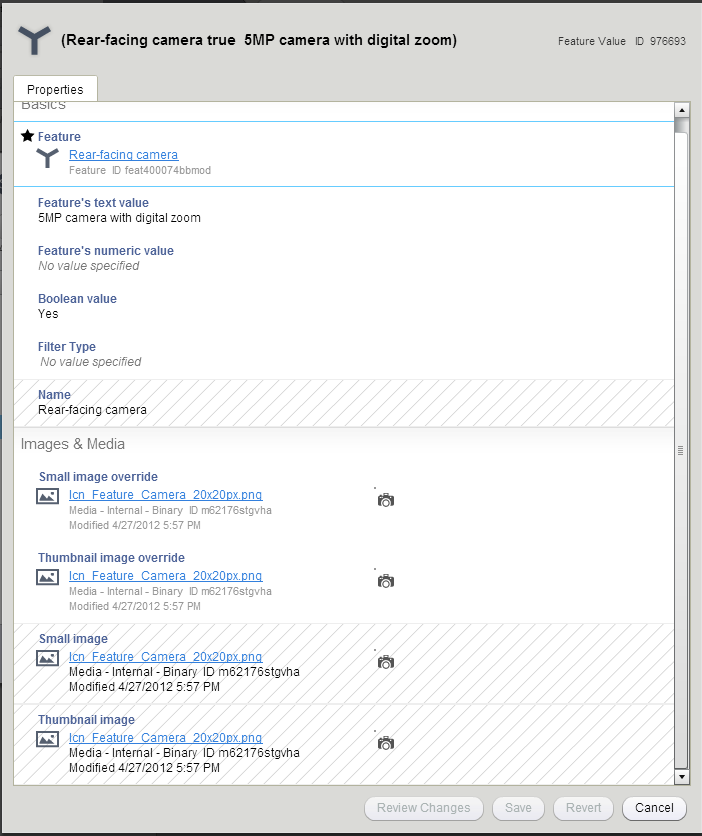 (Rear-facing camera true  5MP camera with digital zoom)
Feature Value  ID  976693
Properties
Basics
Feature
Rear-facing camera
Feature  ID feat400074bbmod
Feature's text value
5MP camera with digital zoom
Feature's numeric value
No value specified
Boolean value
Yes
Filter Type
No value specified
Name
Rear-facing camera
Images & Media
Small image override
Icn_Feature_Camera_20x20px.png
Media - Internal - Binary  ID m62176stgvha
Modified 4/27/2012 5:57 PM
Thumbnail image override
Icn_Feature_Camera_20x20px.png
Media - Internal - Binary  ID m62176stgvha
Modified 4/27/2012 5:57 PM
Small image
Icn_Feature_Camera_20x20px.png
Media - Internal - Binary  ID m62176stgvha
Modified 4/27/2012 5:57 PM
Thumbnail image
Icn_Feature_Camera_20x20px.png
Media - Internal - Binary  ID m62176stgvha
Modified 4/27/2012 5:57 PM
Review Changes
Save
Revert
Cancel